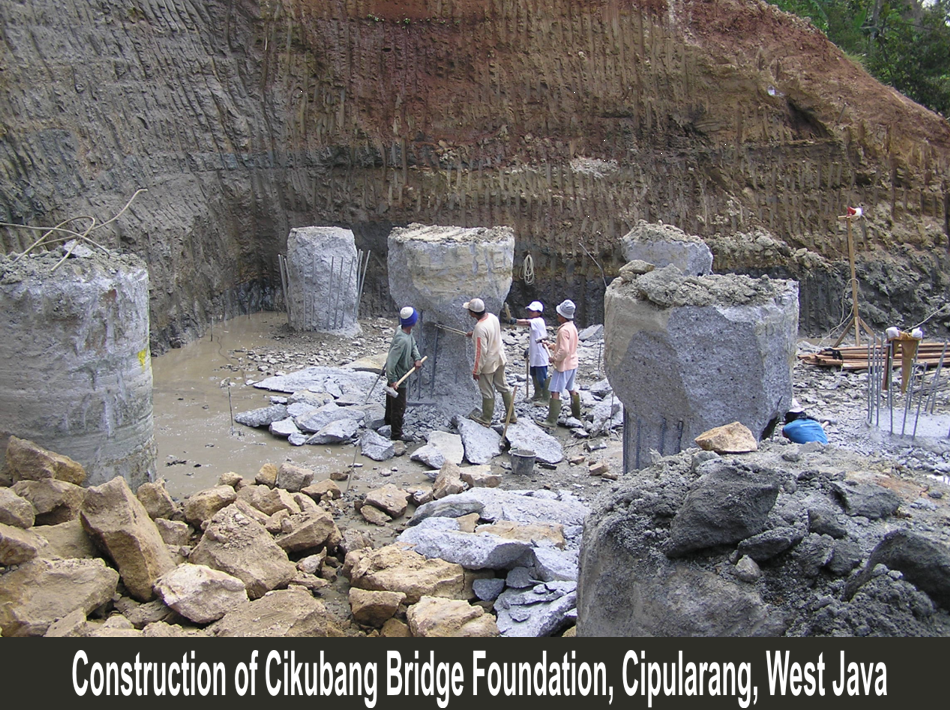 Construction of Cikubang Bridge Foundation, Cipularang, West Java